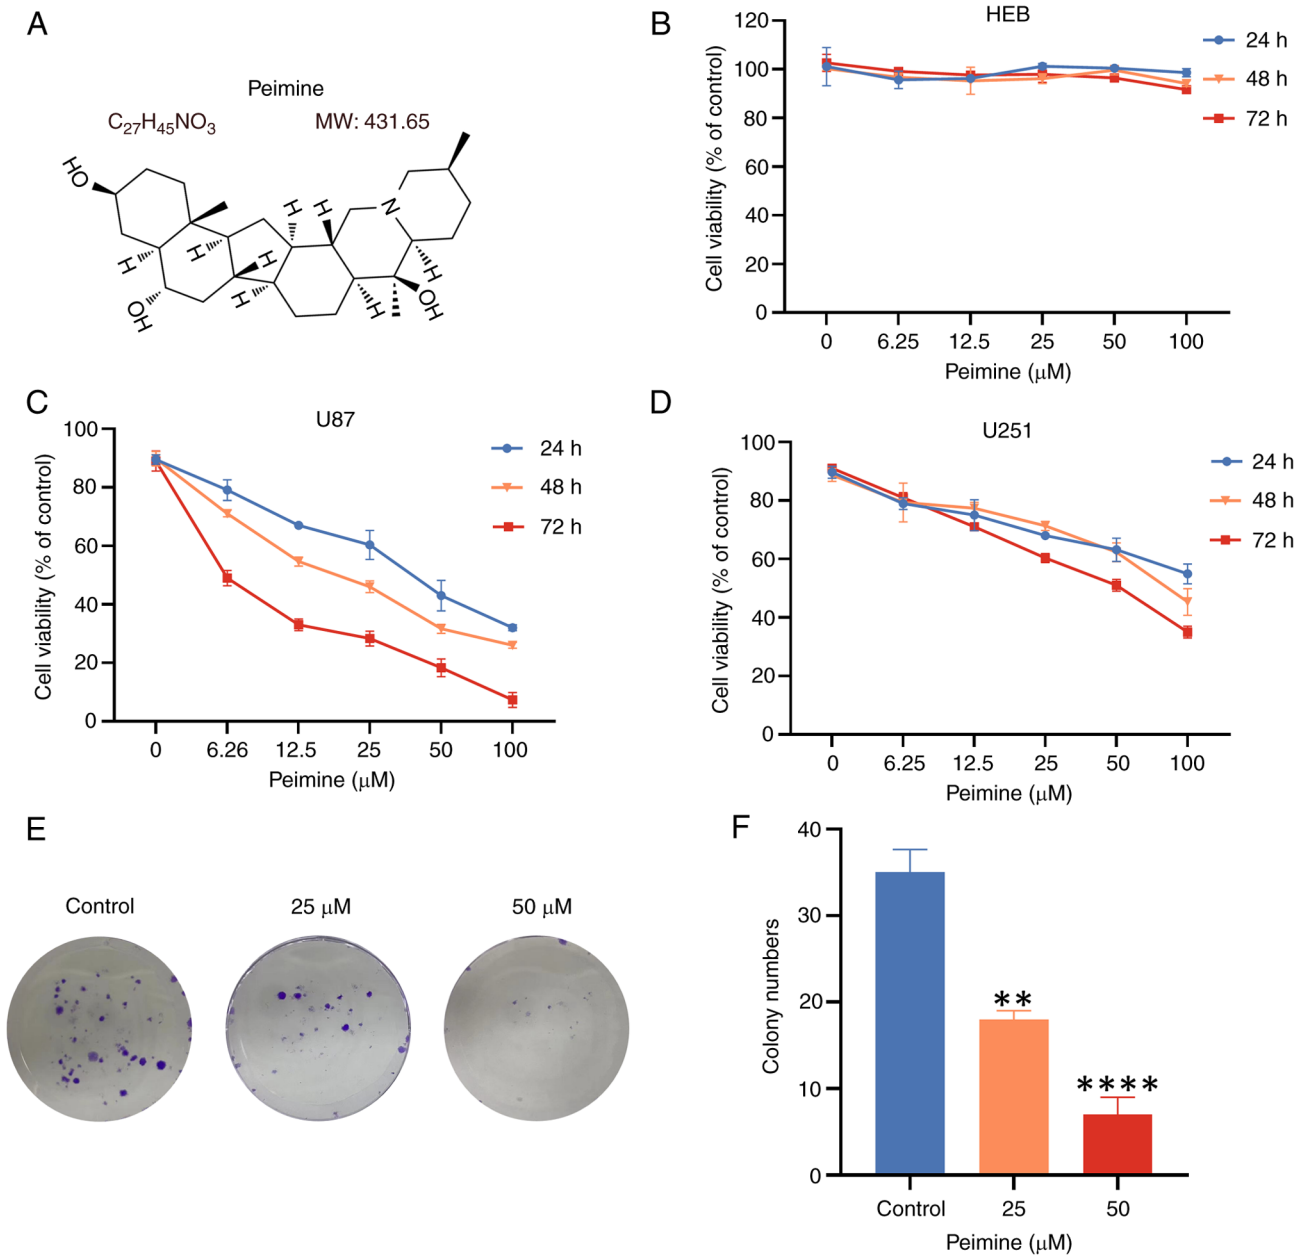 A
Peimine
C27H45NO3
MW: 431.65
HO
H
H
H
H
H
H
N
H
H
OH
OH
B
HEB
Cell viability (% of control)
120
100
80
60
40
20
0
0 6.25 12.5 25 50 100
Peimine (μM)
24 h
48 h
72 h
C
U87
Cell viability (% of control)
100
80
60
40
20
0
0 6.26 12.5 25 50 100
Peimine (μM)
24 h
48 h
72 h
D
U251
Cell viability (% of control)
100
80
60
40
20
0
0 6.25 12.5 25 50 100
Peimine (μM)
24 h
48 h
72 h
E
Control 25 μM 50 μM
F
Colony numbers
40
30
20
10
0
**
****
Control 25 50
Peimine (μM)